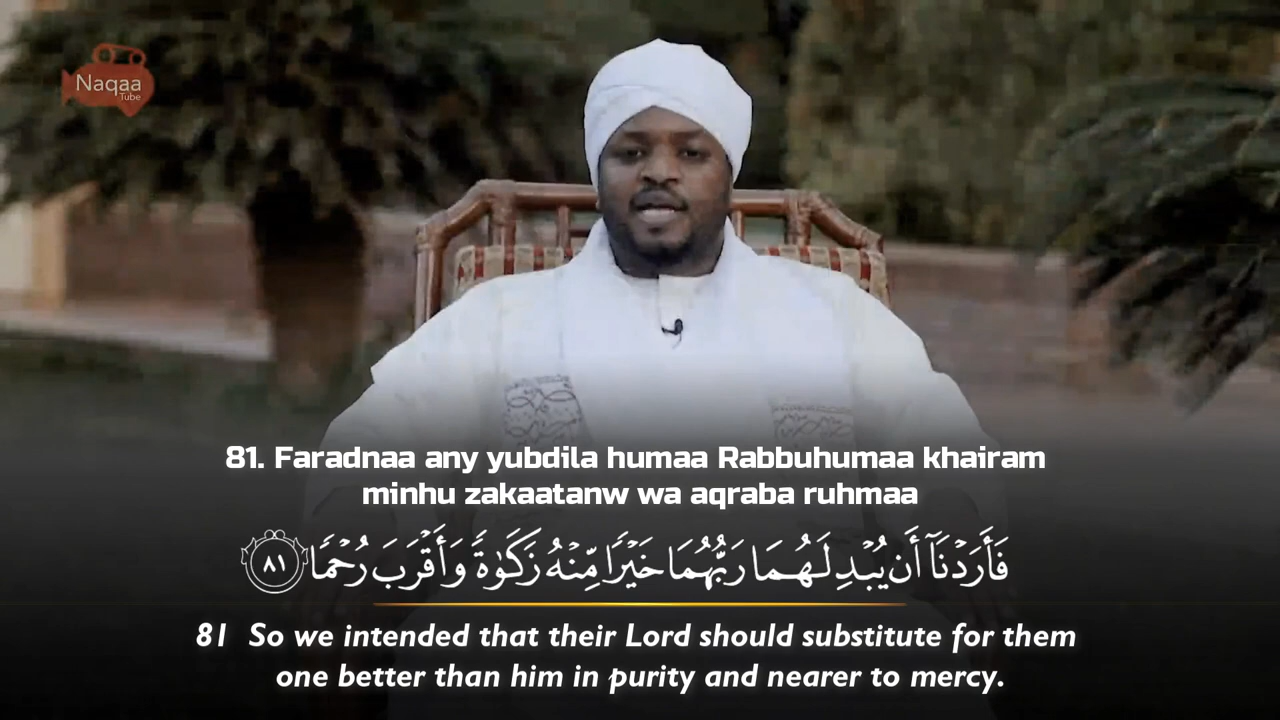 Naqaa
Tube
81. Faradnaa any yubdila humaa Rabbuhumaa khairam
minhu zakaatanw wa aqraba ruhmaa
فَأَرَدْنَآ أَن يُبْدِلَهُمَا رَبُّهُمَا خَيْرًا مِّنْهُ زَكَوٰةً وَأَقْرَبَ رُحْمًا ٨١
81 So we intended that their Lord should substitute for them
one better than him in purity and nearer to mercy.